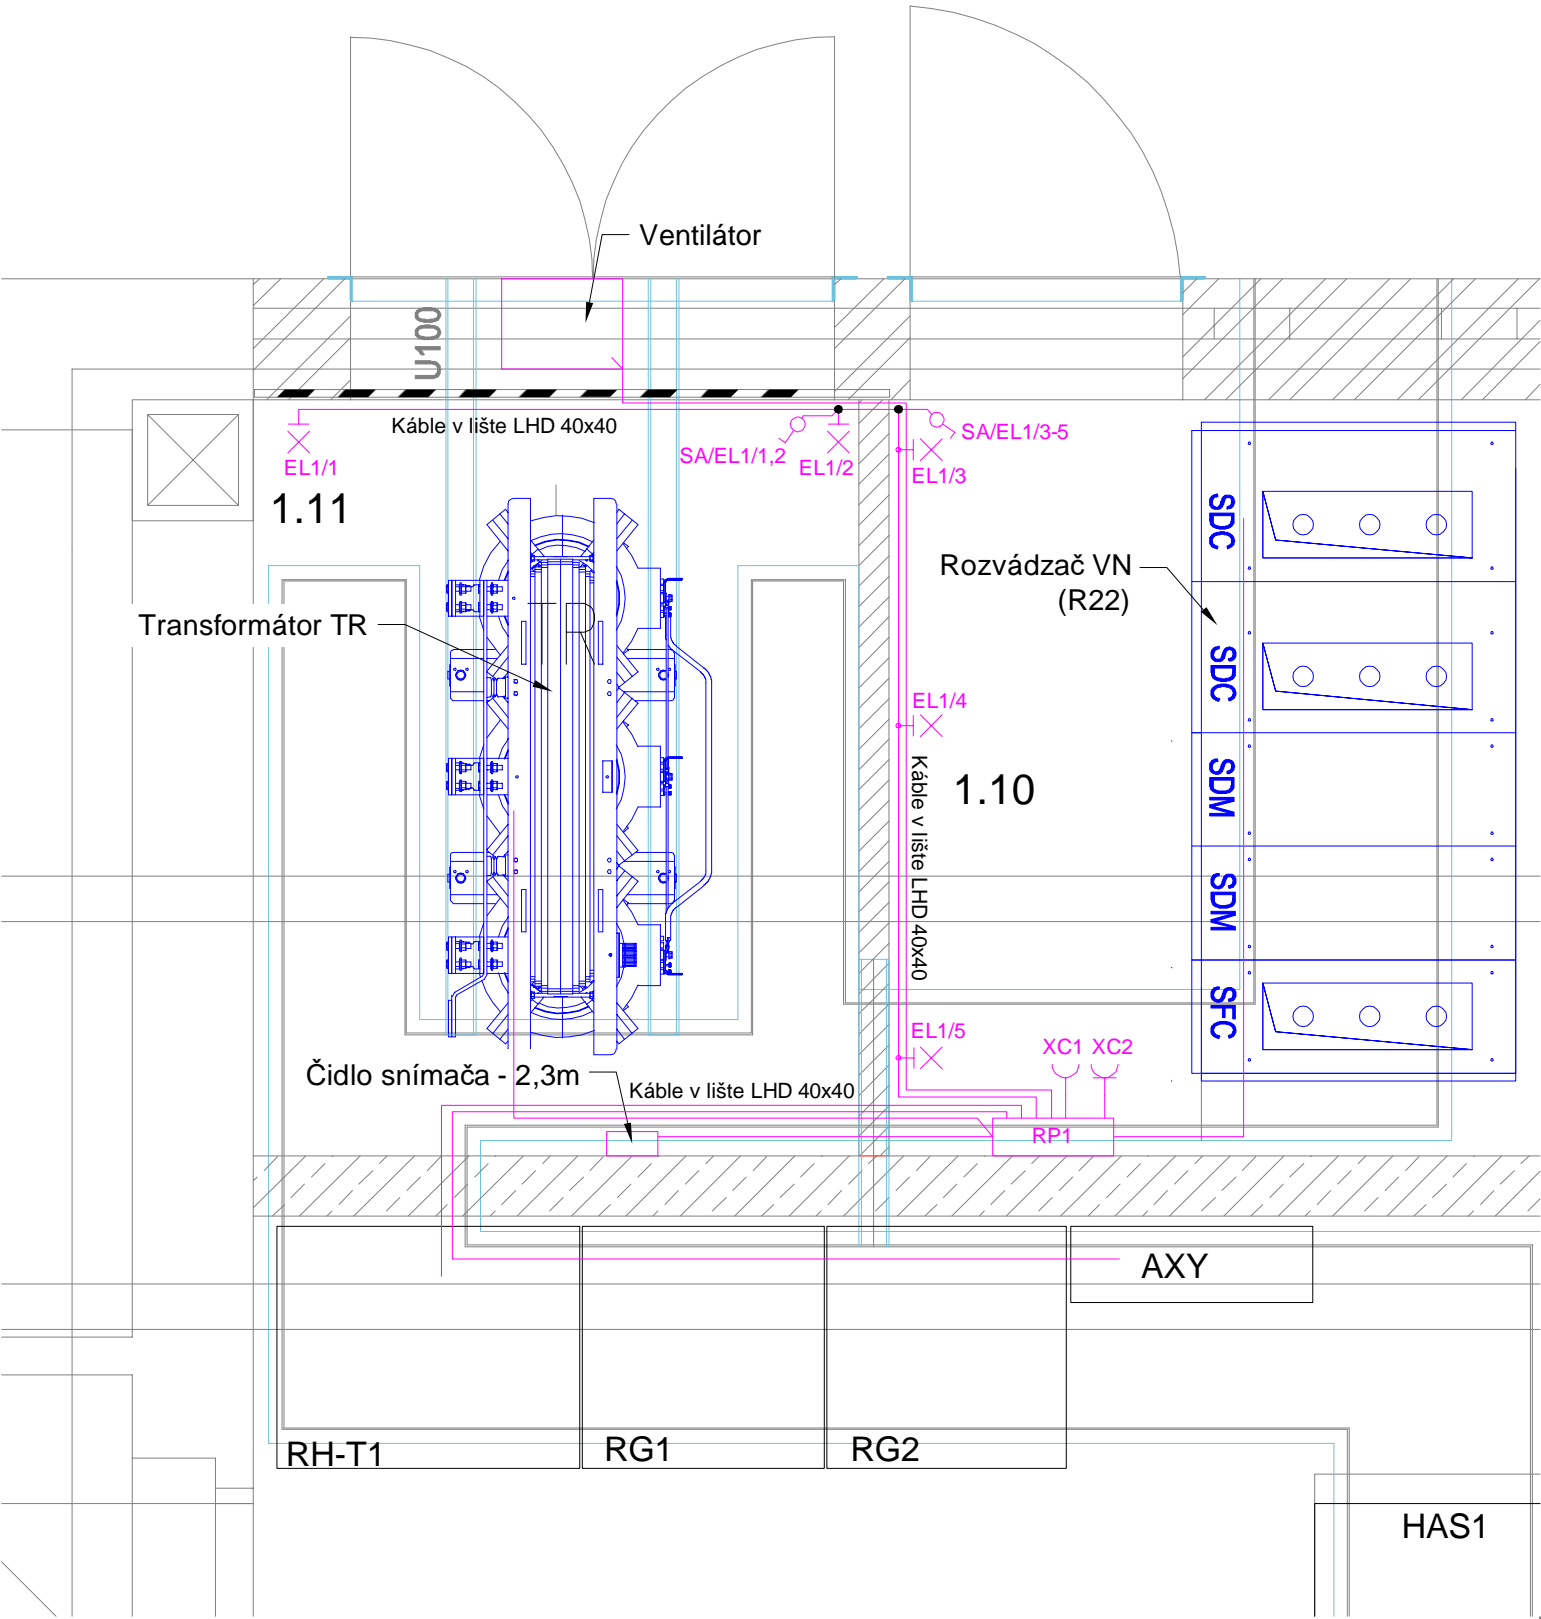 Ventilátor
U100
Káble v lište LHD 40x40
SA/EL1/3-5
SA/EL1/1,2
EL1/1
EL1/2
EL1/3
1.11
SDC
Rozvádzač VN
(R22)
Transformátor TR
TR
SDC
EL1/4
Káble v lište LHD 40x40
1.10
SDM
SDM
SFC
EL1/5
XC1
XC2
Čidlo snímača - 2,3m
Káble v lište LHD 40x40
RP1
AXY
RH-T1
RG1
RG2
HAS1